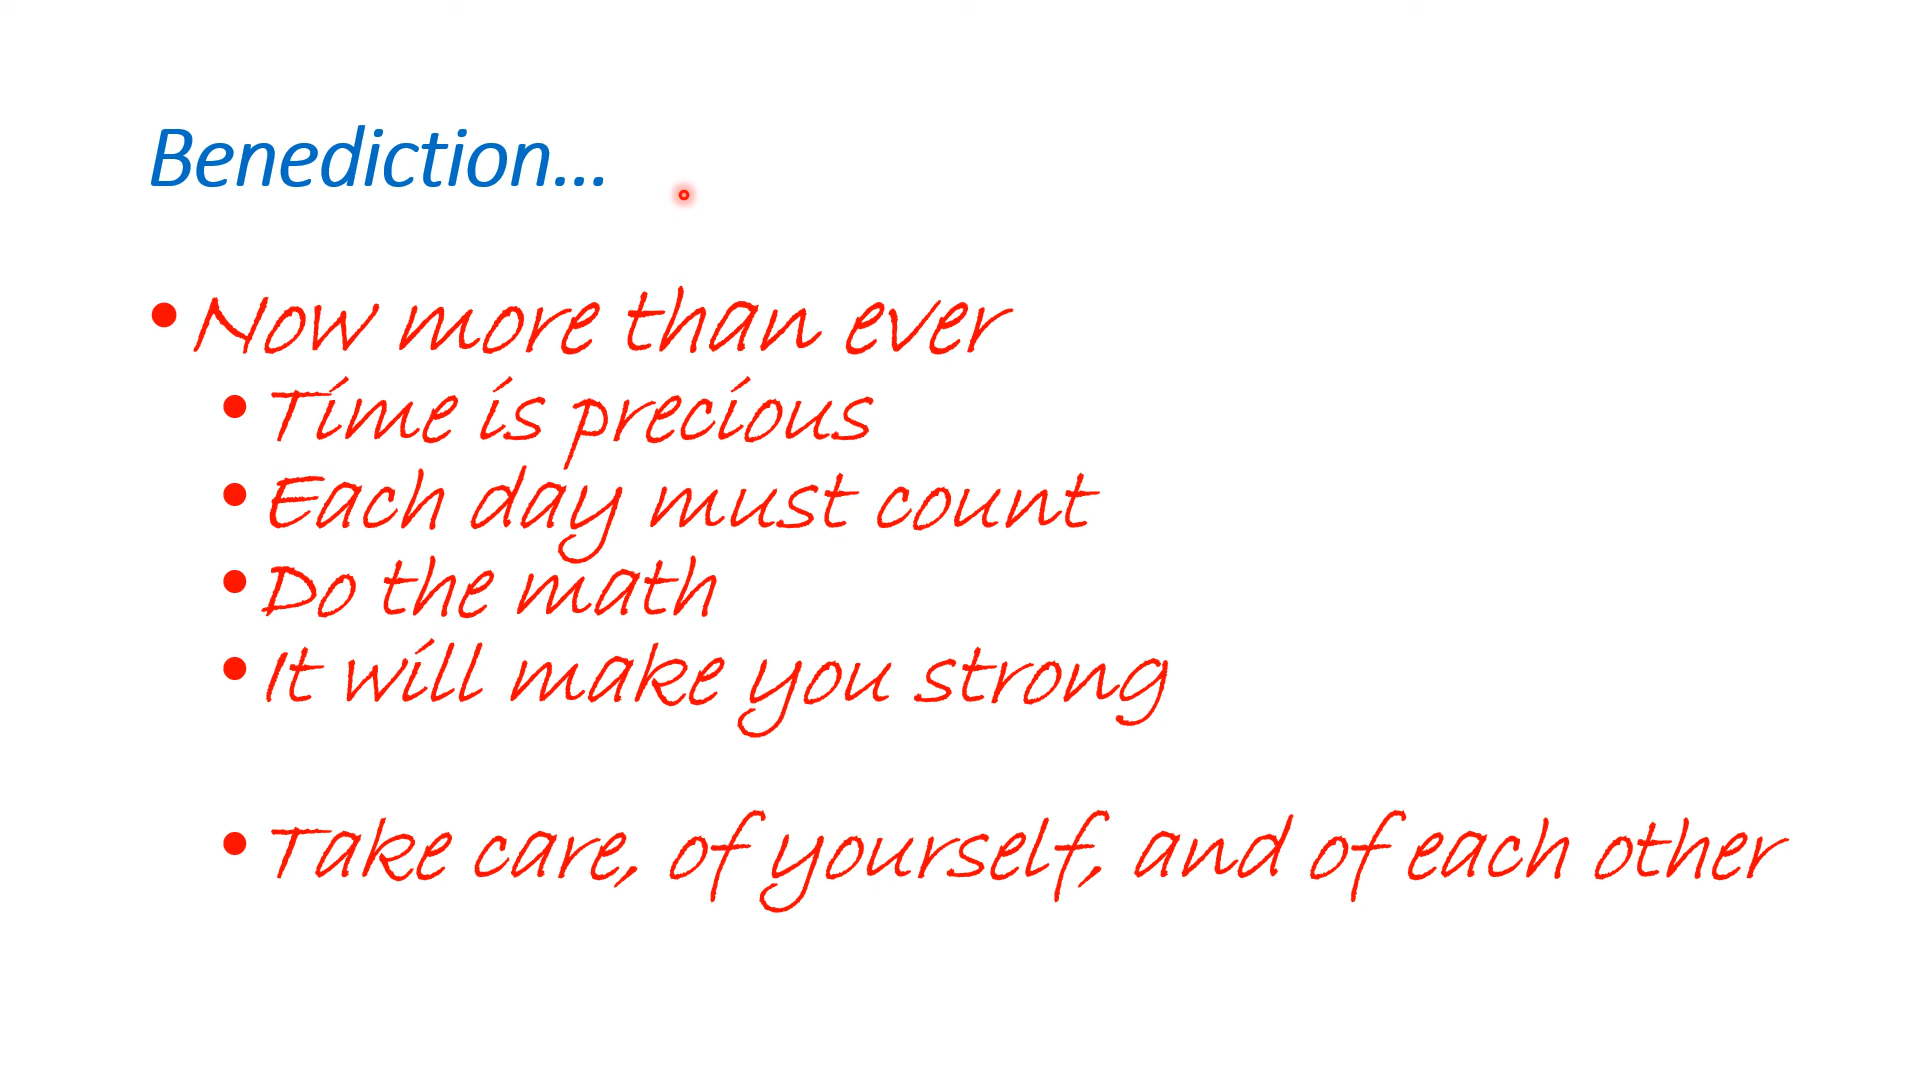 Benediction...
• Now more than ever
• Time is precious
• Each day must count
• Do the math
• It will make you strong
• Take care, of yourself, and of each other